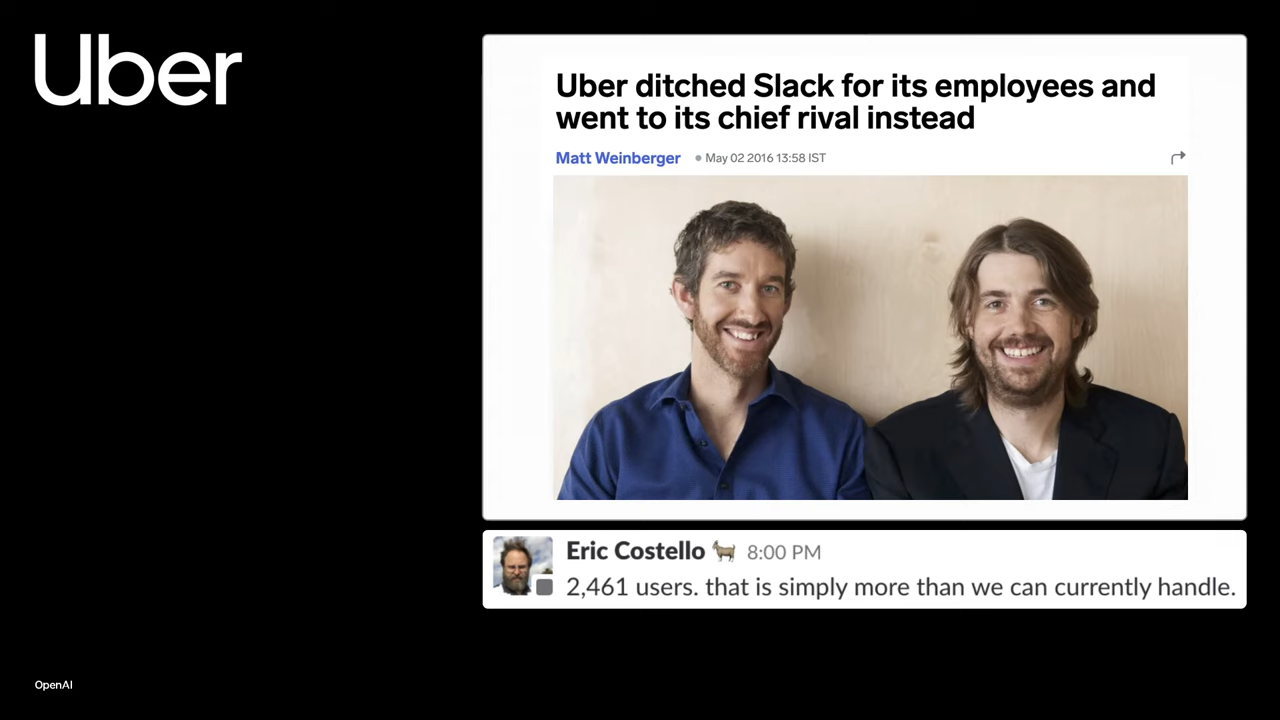 Uber
Uber ditched Slack for its employees and
went to its chief rival instead
Matt Weinberger • May 02 2016 13:58 IST
Eric Costello 🐐 8:00 PM
2,461 users. that is simply more than we can currently handle.
OpenAI